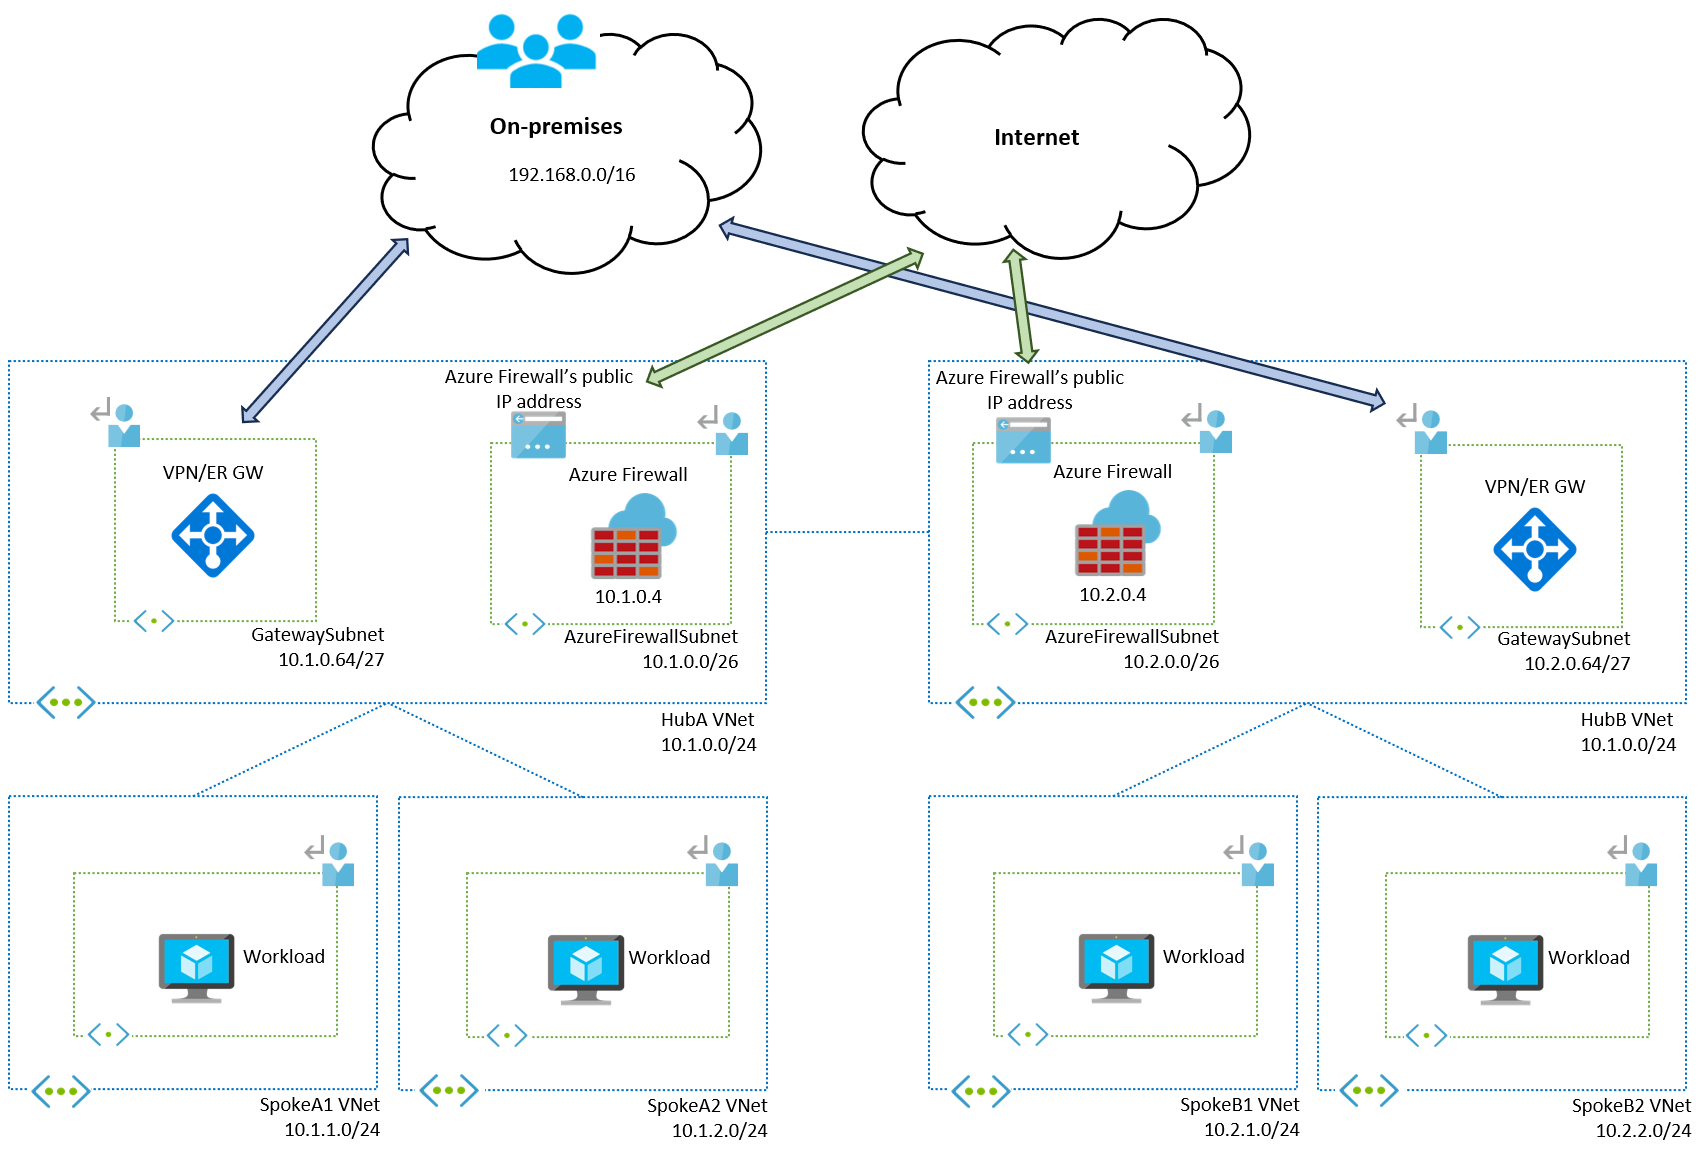 On-premises
192.168.0.0/16
Internet
Azure Firewall's public
IP address
VPN/ER GW
Azure Firewall
10.1.0.4
GatewaySubnet
10.1.0.64/27
AzureFirewallSubnet
10.1.0.0/26
HubA VNet
10.1.0.0/24
Azure Firewall's public
IP address
Azure Firewall
10.2.0.4
VPN/ER GW
AzureFirewallSubnet
10.2.0.0/26
GatewaySubnet
10.2.0.64/27
HubB VNet
10.1.0.0/24
Workload
SpokeA1 VNet
10.1.1.0/24
Workload
SpokeA2 VNet
10.1.2.0/24
Workload
SpokeB1 VNet
10.2.1.0/24
Workload
SpokeB2 VNet
10.2.2.0/24